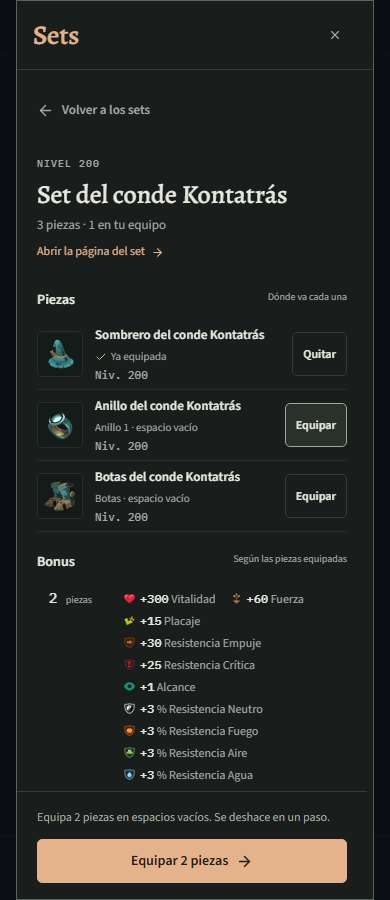 Sets
Volver a los sets
NIVEL 200
Set del conde Kontatrás
3 piezas · 1 en tu equipo
Abrir la página del set →
Piezas
Dónde va cada una
Sombrero del conde Kontatrás
Ya equipada
Niv. 200
Quitar
Anillo del conde Kontatrás
Anillo 1 · espacio vacío
Niv. 200
Equipar
Botas del conde Kontatrás
Botas · espacio vacío
Niv. 200
Equipar
Bonus
Según las piezas equipadas
2 piezas
+300 Vitalidad +60 Fuerza
+15 Placaje
+30 Resistencia Empuje
+25 Resistencia Crítica
+1 Alcance
+3 % Resistencia Neutro
+3 % Resistencia Fuego
+3 % Resistencia Aire
+3 % Resistencia Agua
Equipa 2 piezas en espacios vacíos. Se deshace en un paso.
Equipar 2 piezas →